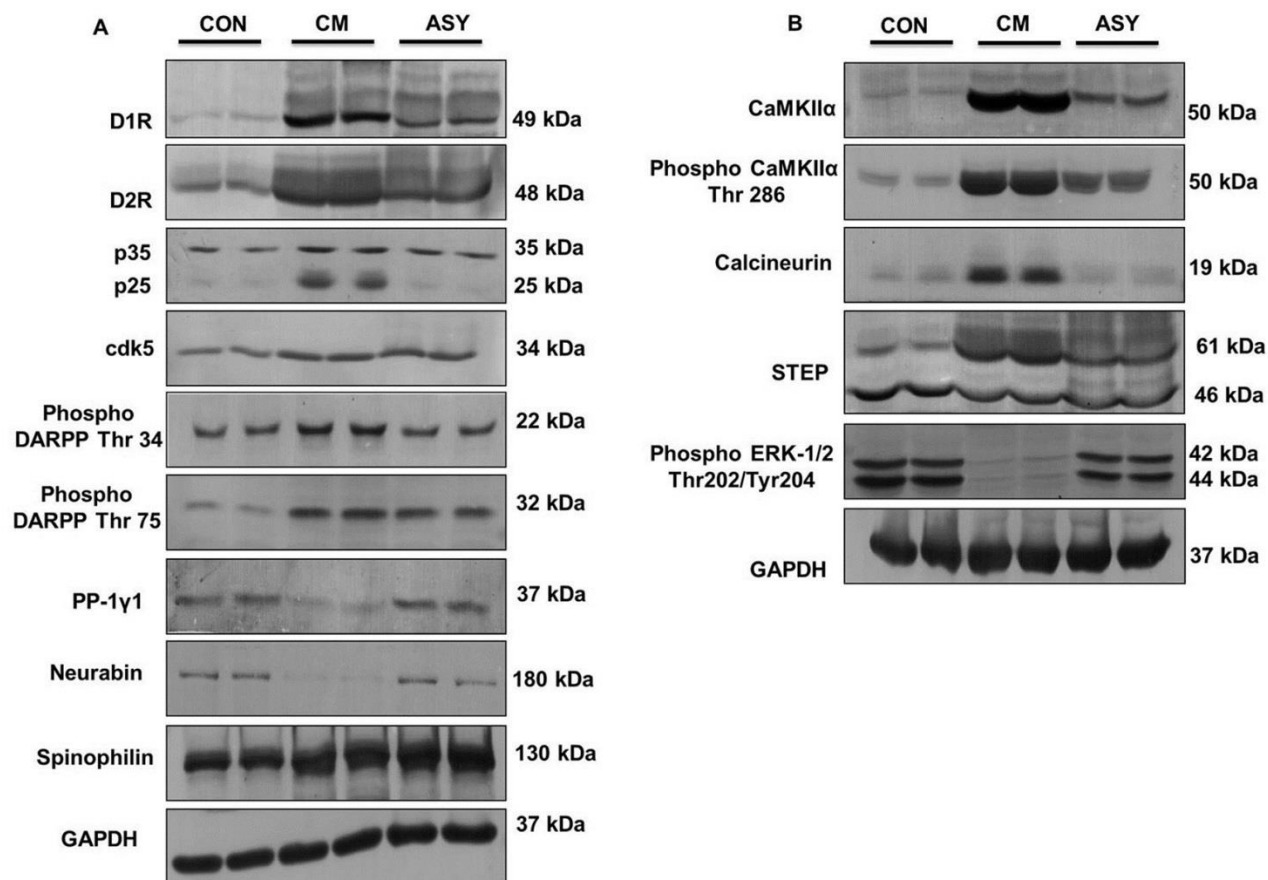 A
CON CM ASY
D1R 49 kDa
D2R 48 kDa
p35 35 kDa
p25 25 kDa
cdk5 34 kDa
Phospho
DARPP Thr 34 22 kDa
Phospho
DARPP Thr 75 32 kDa
PP-1γ1 37 kDa
Neurabin 180 kDa
Spinophilin 130 kDa
GAPDH 37 kDa
B
CON CM ASY
CaMKIIα 50 kDa
Phospho CaMKIIα
Thr 286 50 kDa
Calcineurin 19 kDa
STEP 61 kDa
46 kDa
Phospho ERK-1/2 42 kDa
Thr202/Tyr204 44 kDa
GAPDH 37 kDa